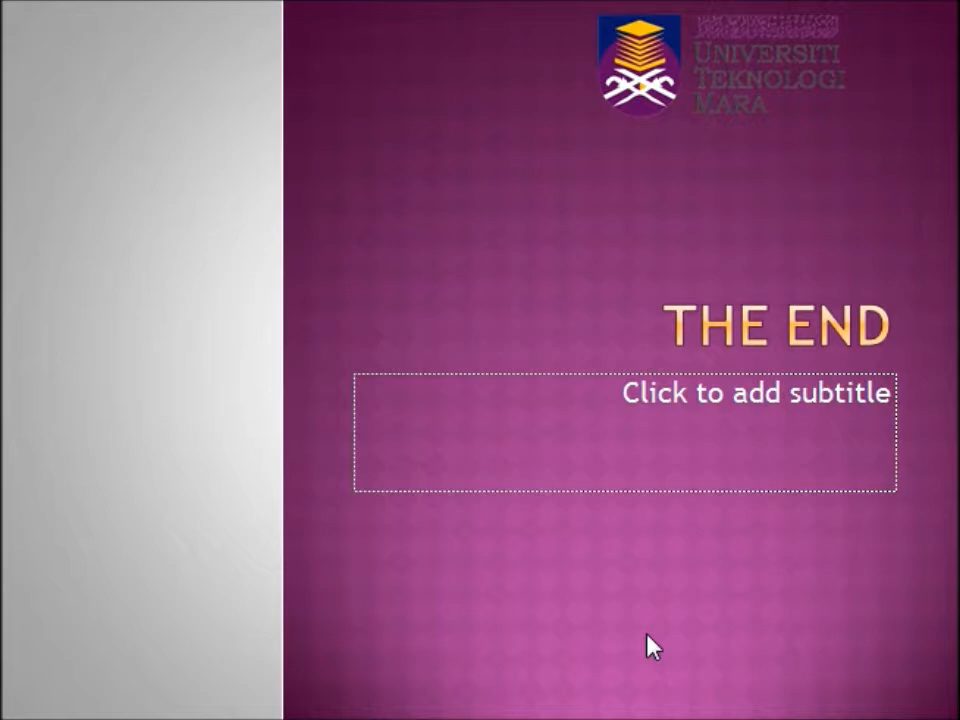 UNIVERSITI
TEKNOLOGI
MARA
THE END
Click to add subtitle